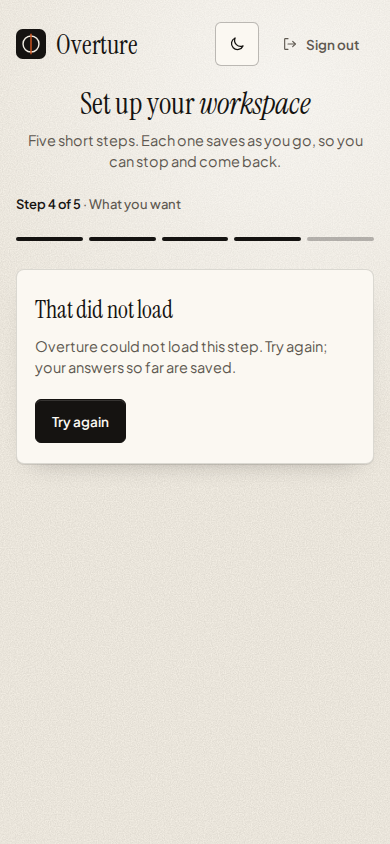 Overture
Sign out
Set up your workspace
Five short steps. Each one saves as you go, so you
can stop and come back.
Step 4 of 5 · What you want
That did not load
Overture could not load this step. Try again;
your answers so far are saved.
Try again